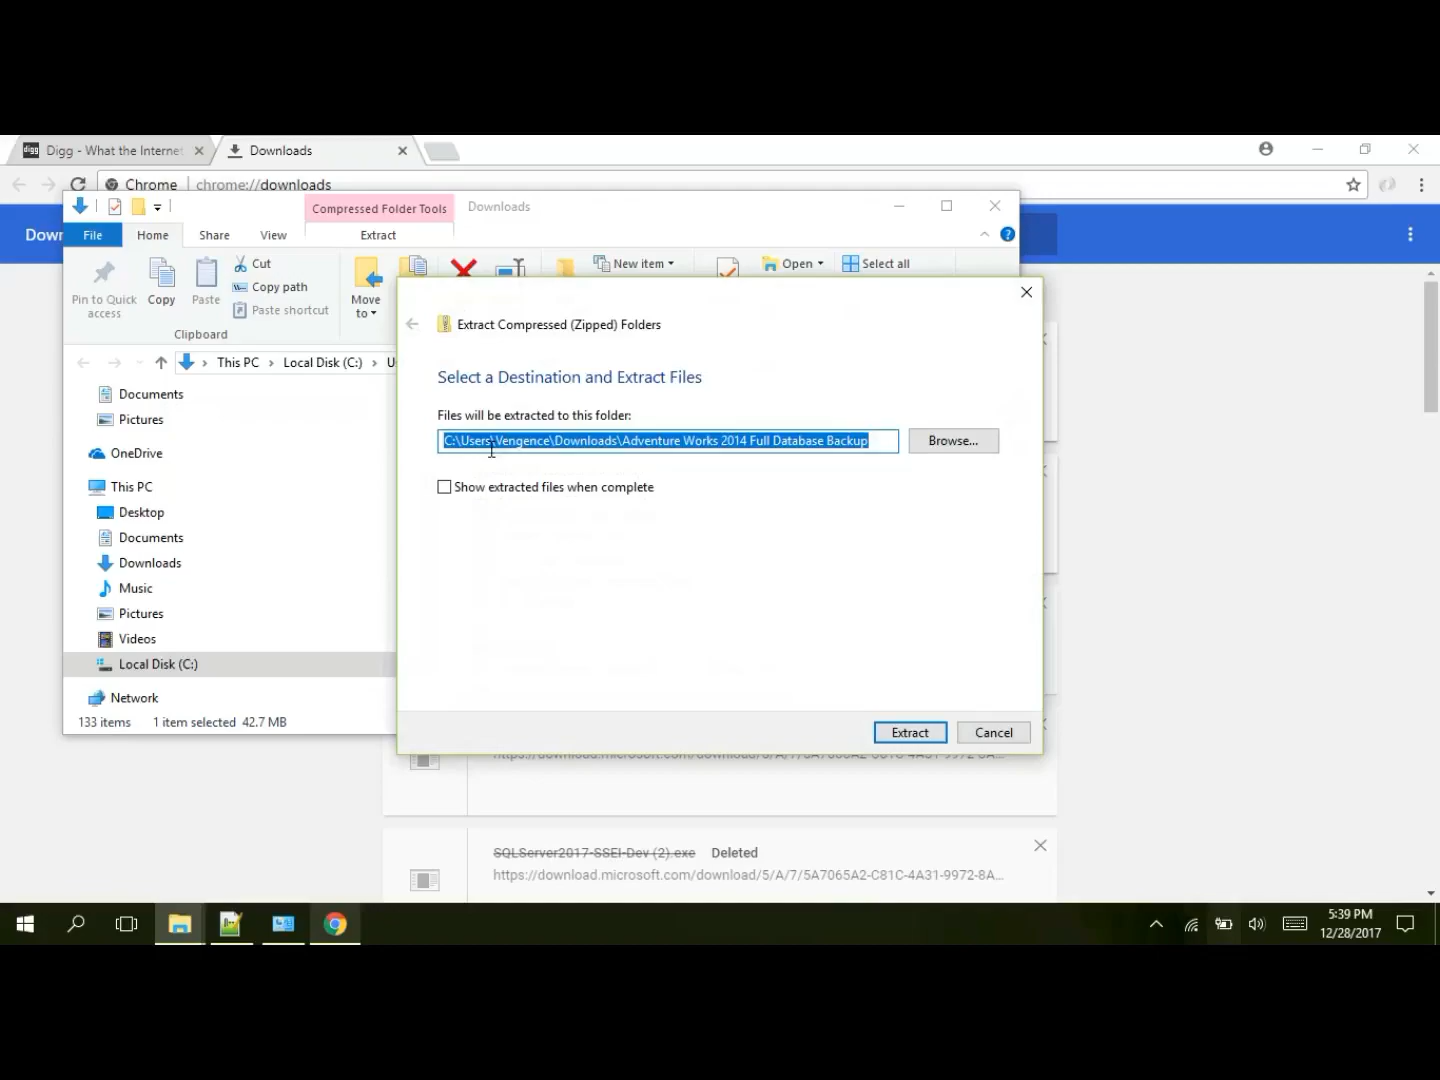 Digg - What the Internet
Downloads
Chrome | chrome://downloads
Down
Compressed Folder Tools
Downloads
File
Home
Share
View
Extract
Pin to Quick access
Copy
Paste
Cut
Copy path
Paste shortcut
Move to
New item
Open
Select all
Clipboard
This PC > Local Disk (C:) > U
Documents
Pictures
OneDrive
This PC
Desktop
Documents
Downloads
Music
Pictures
Videos
Local Disk (C:)
Network
133 items 1 item selected 42.7 MB
Extract Compressed (Zipped) Folders
Select a Destination and Extract Files
Files will be extracted to this folder:
C:\Users\Vengence\Downloads\Adventure Works 2014 Full Database Backup
Browse...
Show extracted files when complete
Extract
Cancel
SQLServer2017-SSEI-Dev (2).exe Deleted
https://download.microsoft.com/download/5/A/7/5A7065A2-C81C-4A31-9972-8A...
5:39 PM
12/28/2017